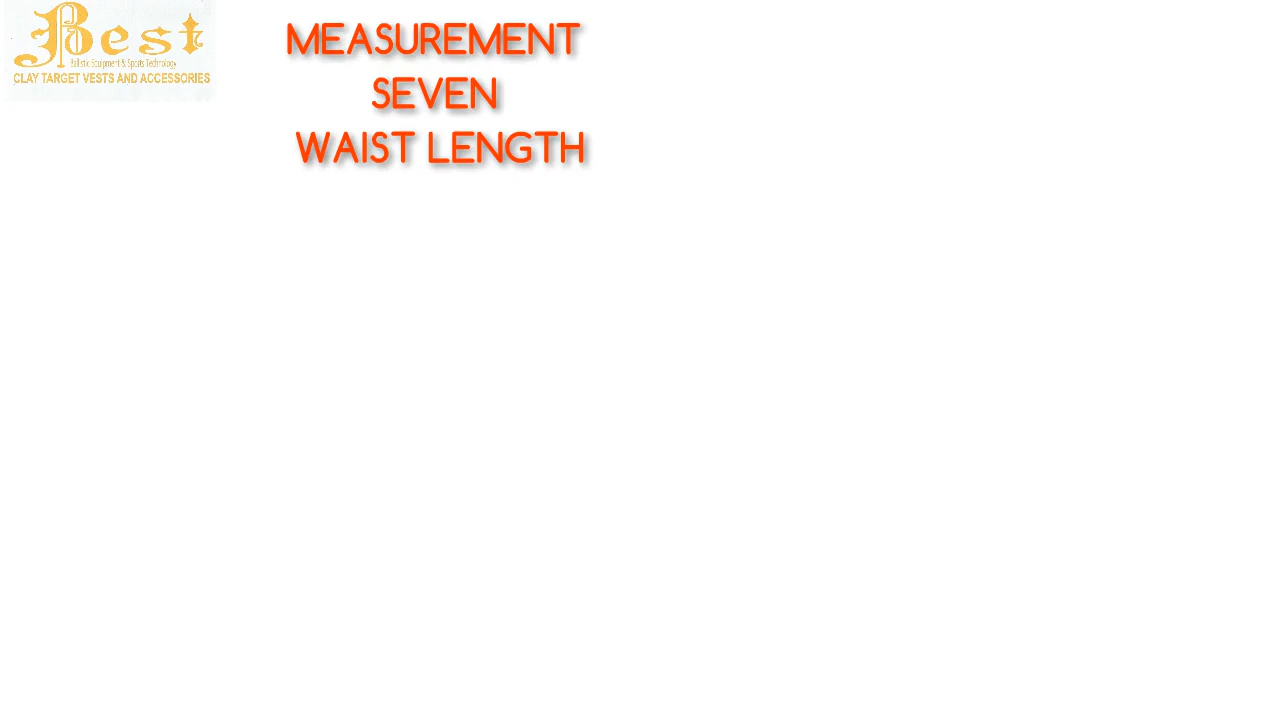 Best
Ballistic Equipment & Sports Technology
CLAY TARGET VESTS AND ACCESSORIES
MEASUREMENT
SEVEN
WAIST LENGTH